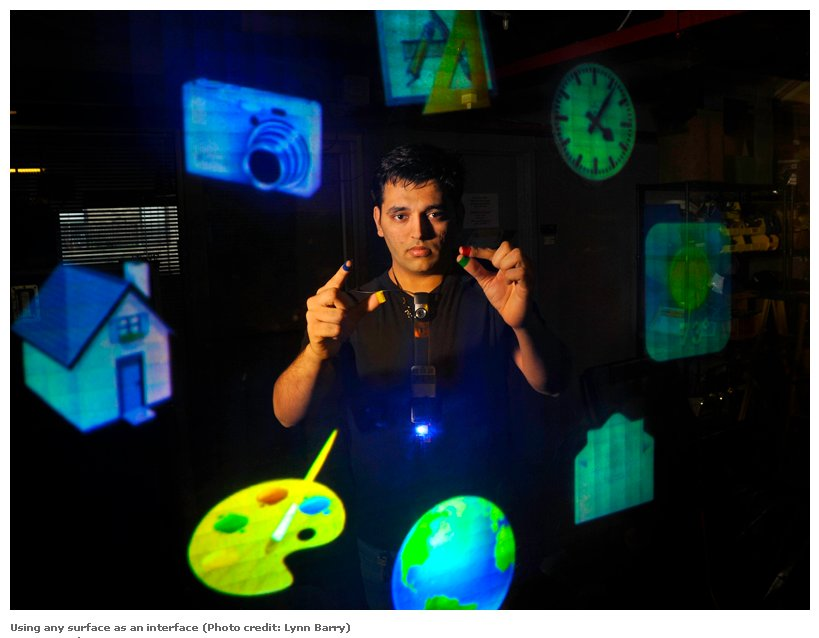 Using any surface as an interface (Photo credit: Lynn Barry)